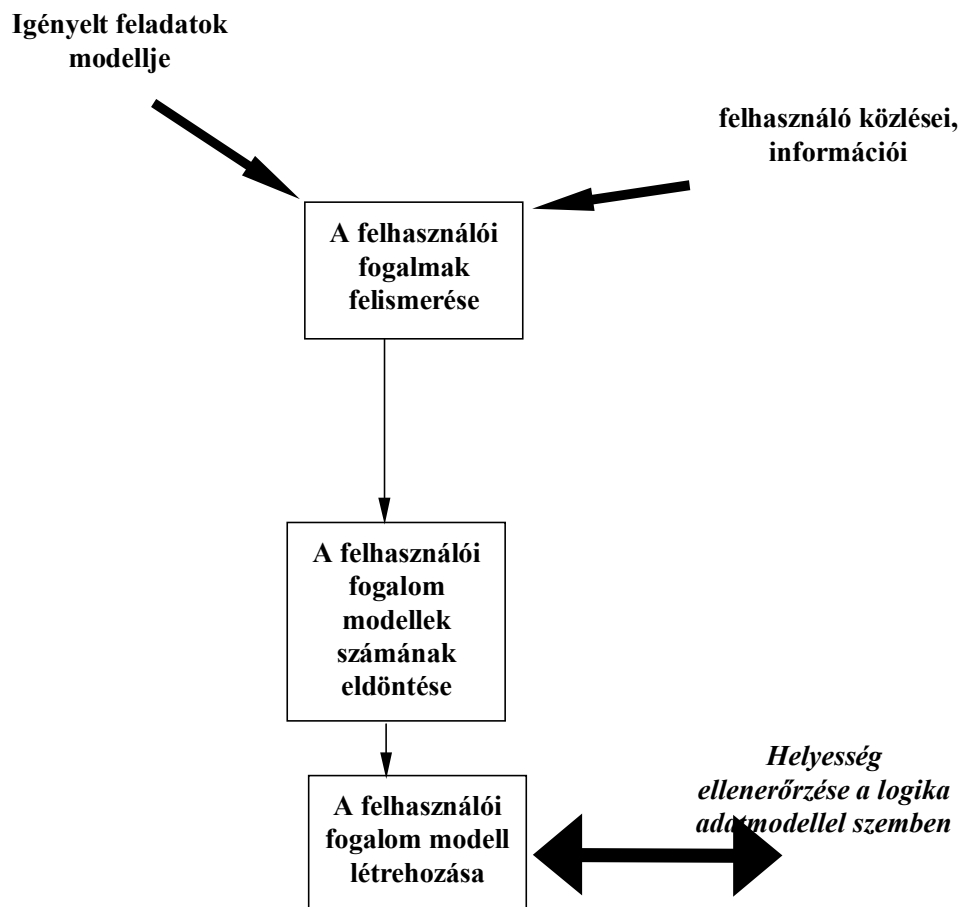 Igényelt feladatok
modellje
felhasználó közlései,
információi
A felhasználói
fogalmak
felismerése
A felhasználói
fogalom
modellek
számának
eldöntése
Helyesség
ellenerőrzése a logika
adatmodellel szemben
A felhasználói
fogalom modell
létrehozása